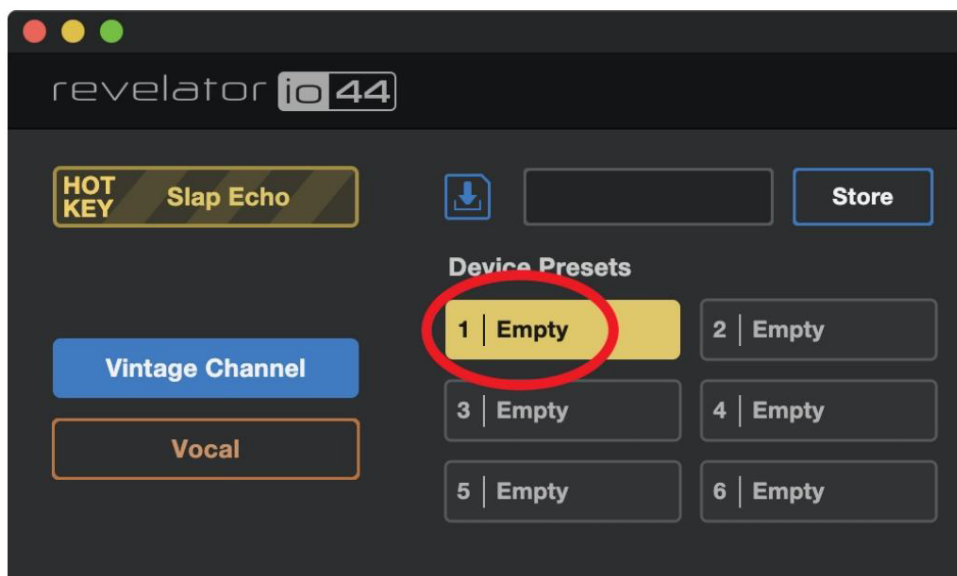 revelator io 44
HOT
KEY
Slap Echo
Store
Device Presets
1 | Empty
2 | Empty
Vintage Channel
3 | Empty
4 | Empty
Vocal
5 | Empty
6 | Empty